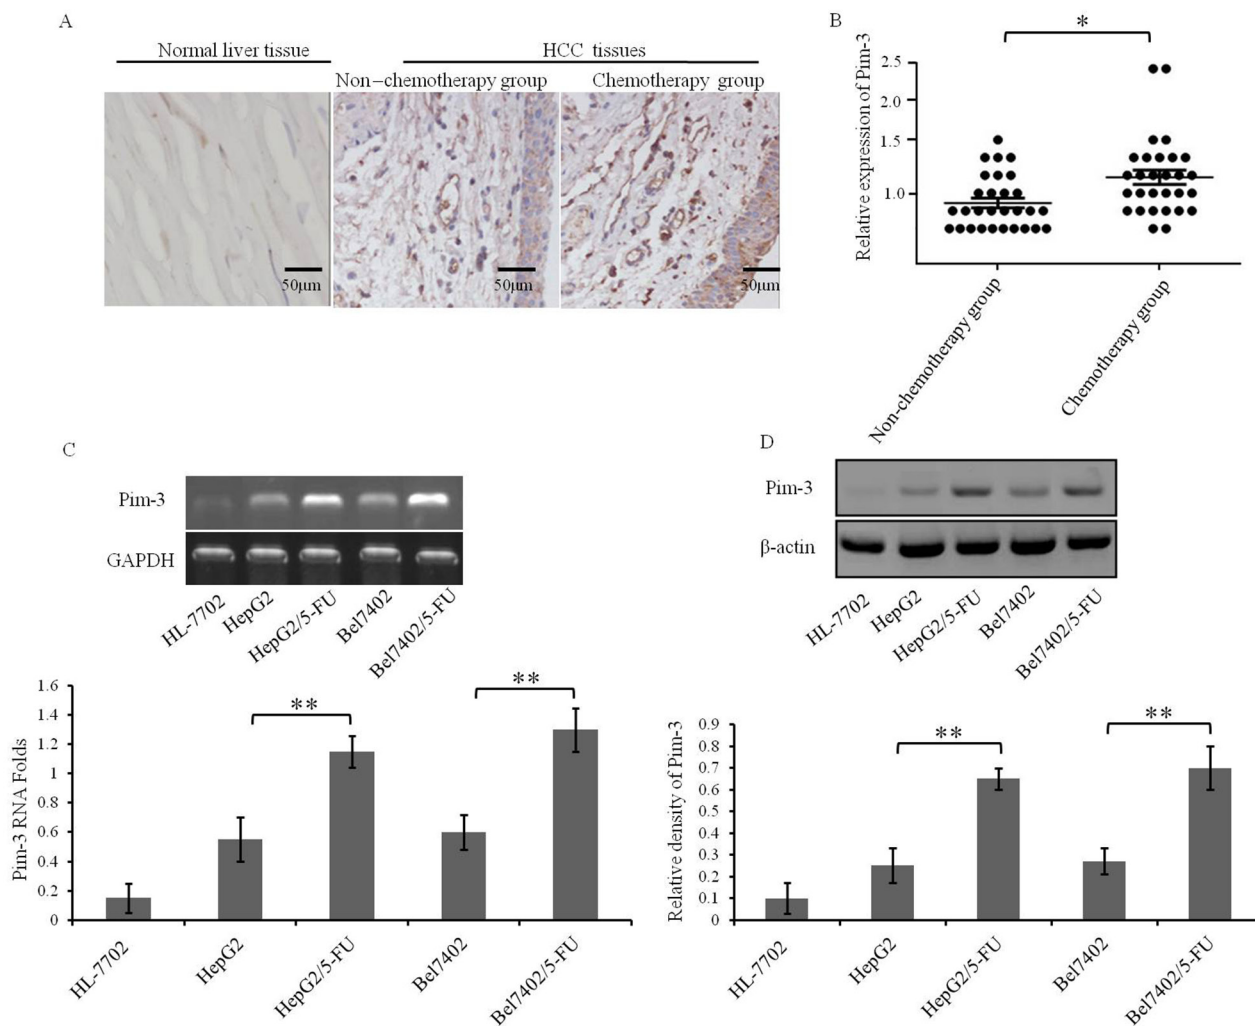 A
Normal liver tissue
HCC tissues
Non–chemotherapy group
Chemotherapy group
50μm
50μm
50μm
B
*
Relative expression of Pim-3
2.5
2.0
1.5
1.0
Non-chemotherapy group
Chemotherapy group
C
Pim-3
GAPDH
HL-7702
HepG2
HepG2/5-FU
Bel7402
Bel7402/5-FU
Pim-3 RNA Folds
1.6
1.4
1.2
1
0.8
0.6
0.4
0.2
0
**
**
HL-7702
HepG2
HepG2/5-FU
Bel7402
Bel7402/5-FU
D
Pim-3
β-actin
HL-7702
HepG2
HepG2/5-FU
Bel7402
Bel7402/5-FU
Relative density of Pim-3
0.9
0.8
0.7
0.6
0.5
0.4
0.3
0.2
0.1
0
**
**
HL-7702
HepG2
HepG2/5-FU
Bel7402
Bel7402/5-FU